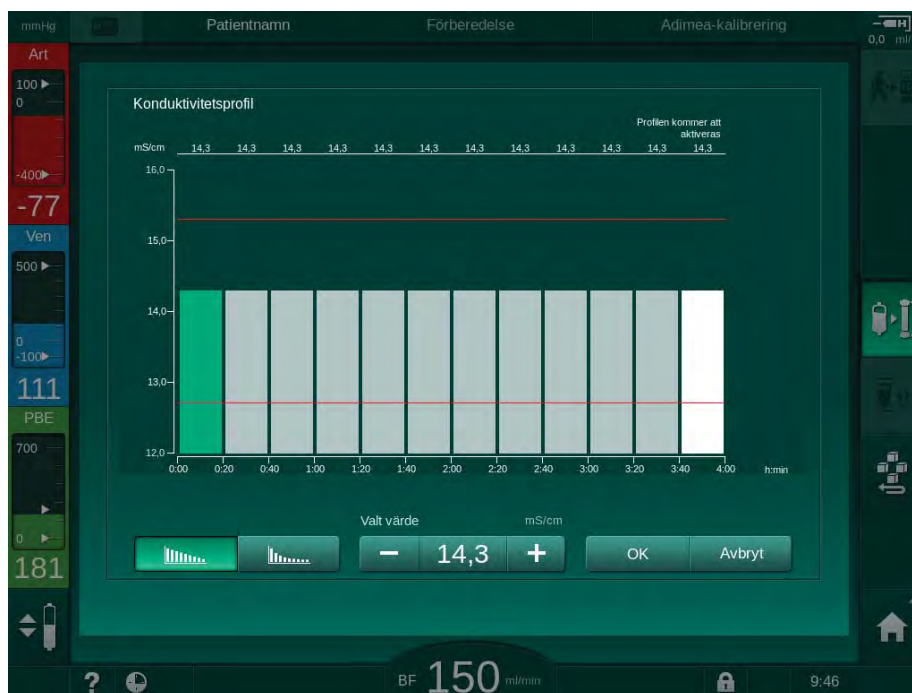 mmHg
Patientnamn
Förberedelse
Adimea-kalibrering
0,0 ml/
Art
100
0
-400
-77
Ven
500
0
-100
111
PBE
700
0
181
Konduktivitetsprofil
Profilen kommer att
aktiveras
mS/cm 14,3 14,3 14,3 14,3 14,3 14,3 14,3 14,3 14,3 14,3 14,3 14,3
16,0
15,0
14,0
13,0
12,0
0:00 0:20 0:40 1:00 1:20 1:40 2:00 2:20 2:40 3:00 3:20 3:40 4:00 h:min
Valt värde mS/cm
− 14,3 + OK Avbryt
? BF 150 ml/min 9:46